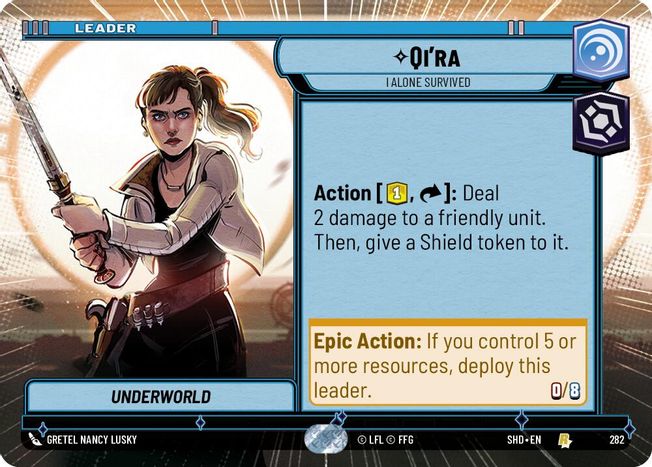 LEADER
QI'RA
I ALONE SURVIVED
Action [1, ]: Deal
2 damage to a friendly unit.
Then, give a Shield token to it.
Epic Action: If you control 5 or
more resources, deploy this
leader.
0/8
UNDERWORLD
GRETEL NANCY LUSKY
© LFL © FFG
SHD • EN
R
282